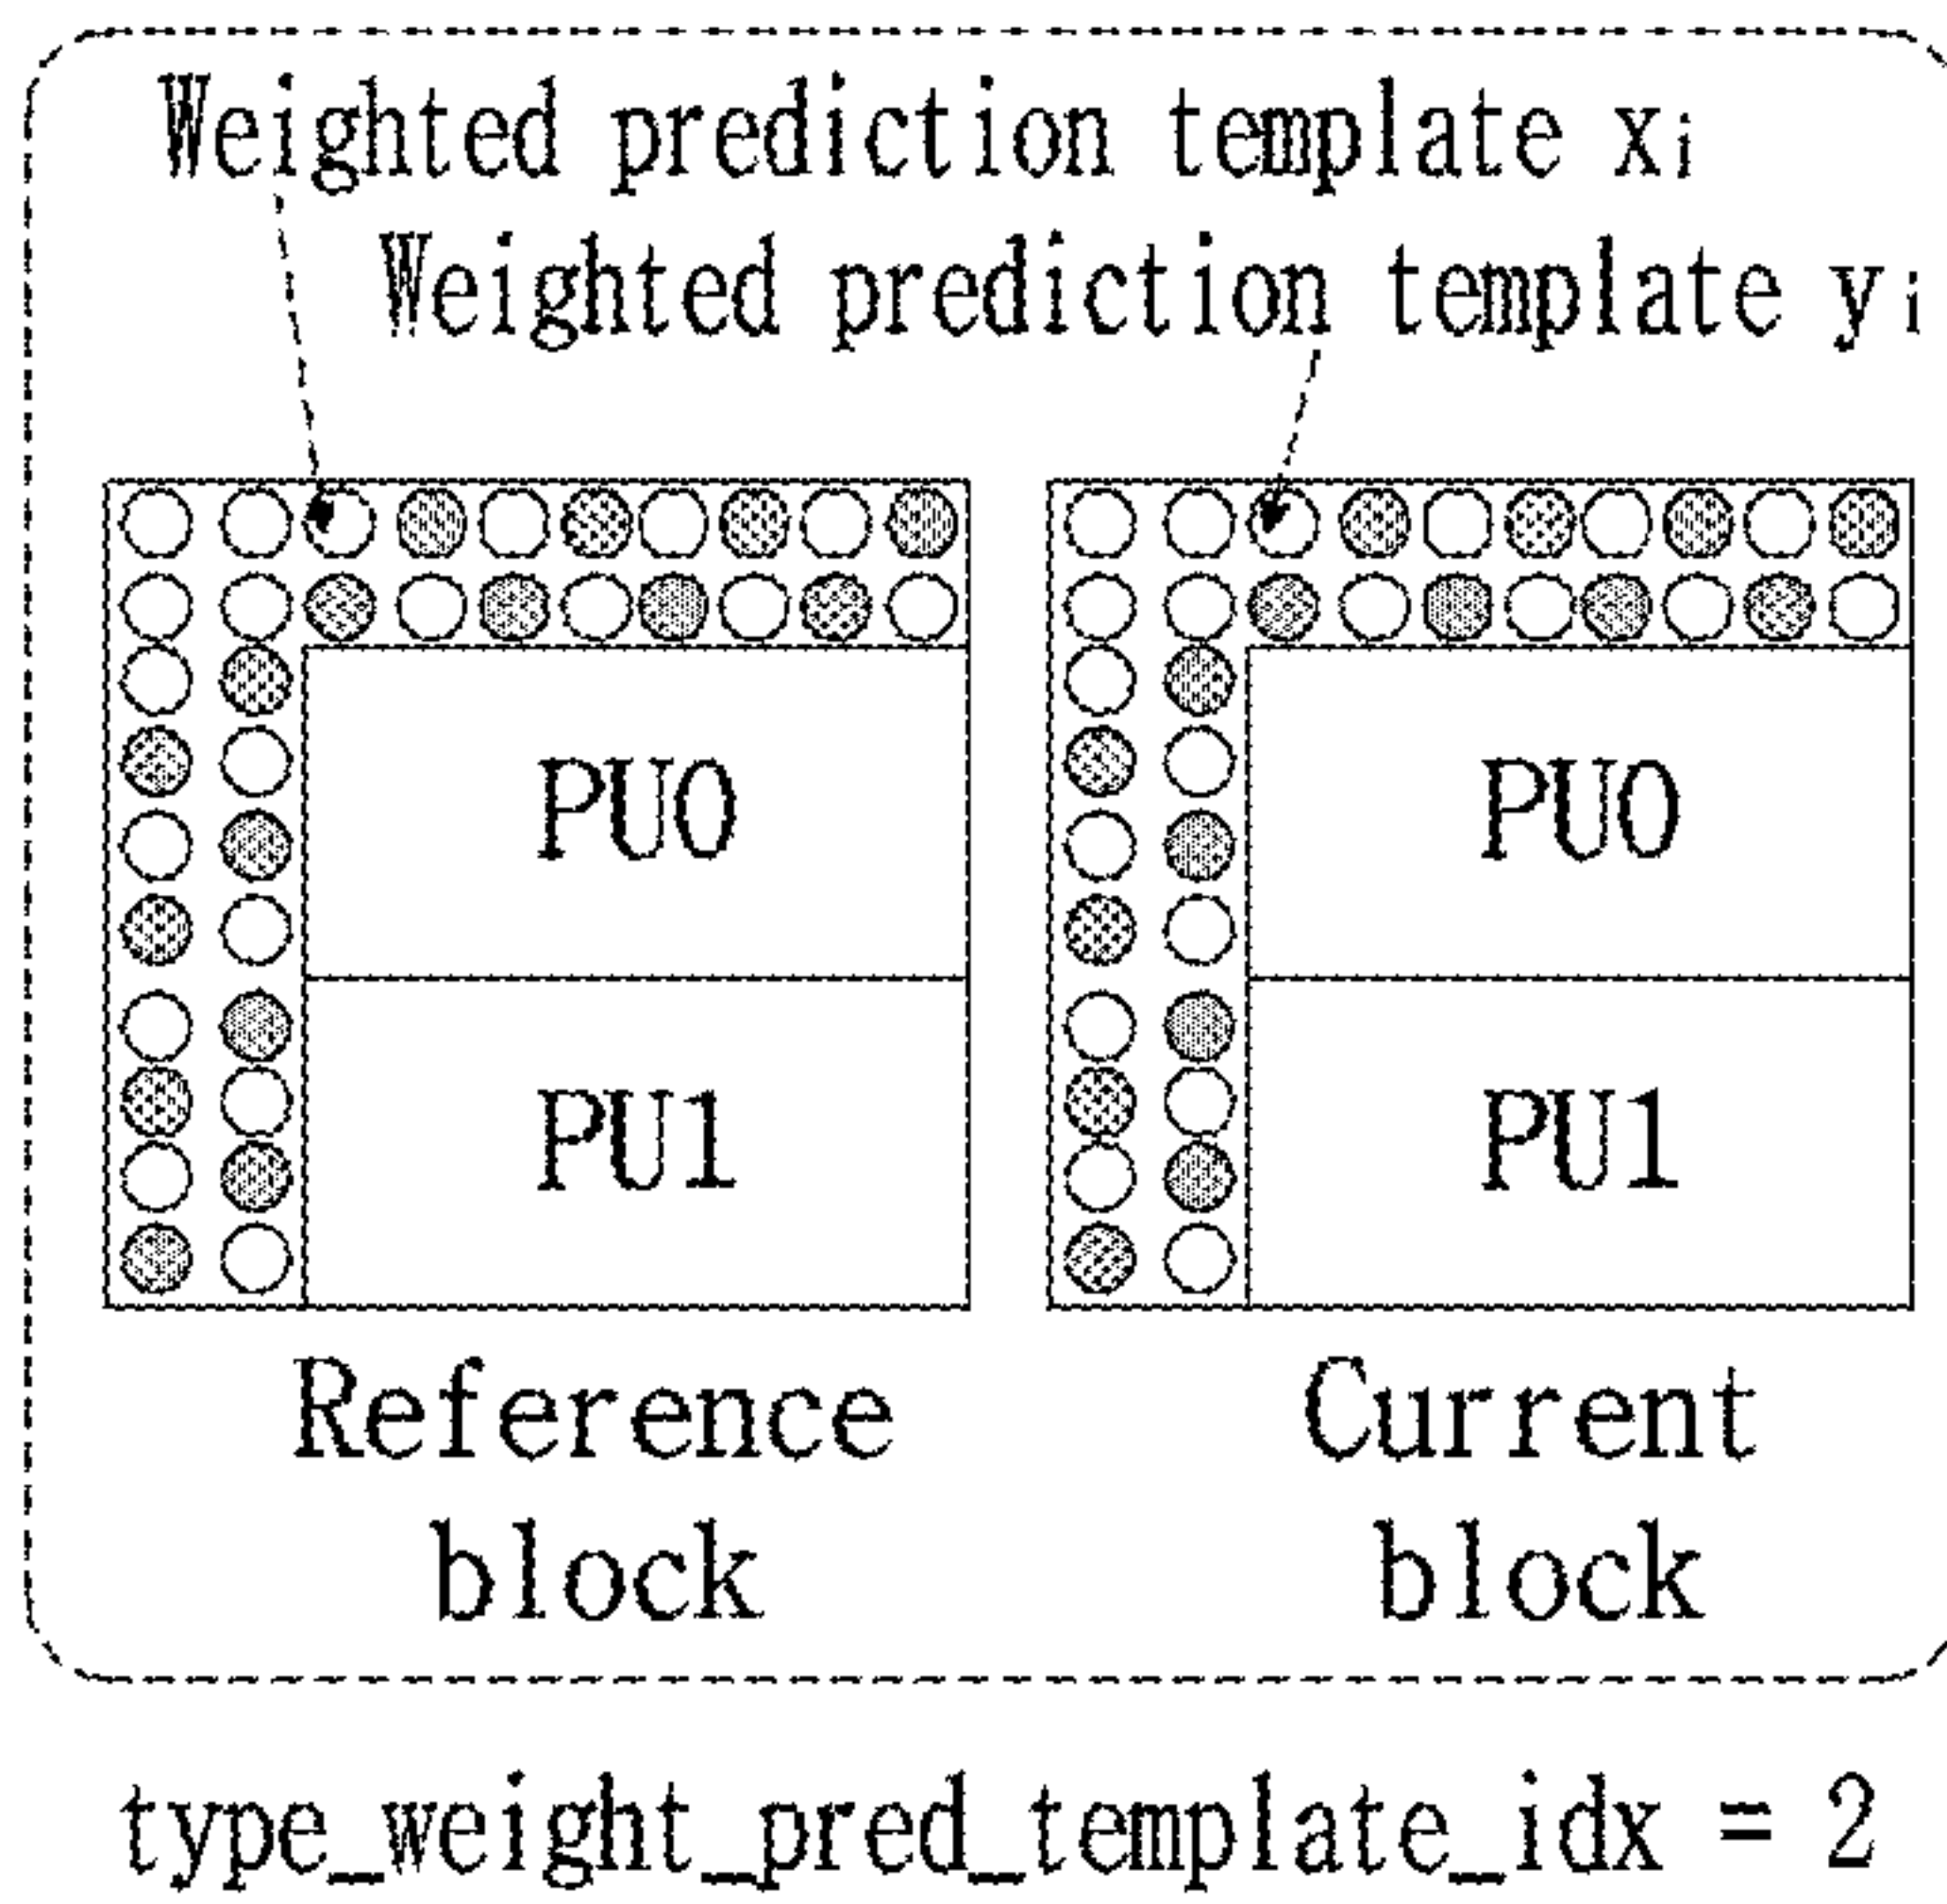 Weighted prediction template xi
Weighted prediction template yi
PU0
PU0
PU1
PU1
Reference block
Current block
type_weight_pred_template_idx = 2